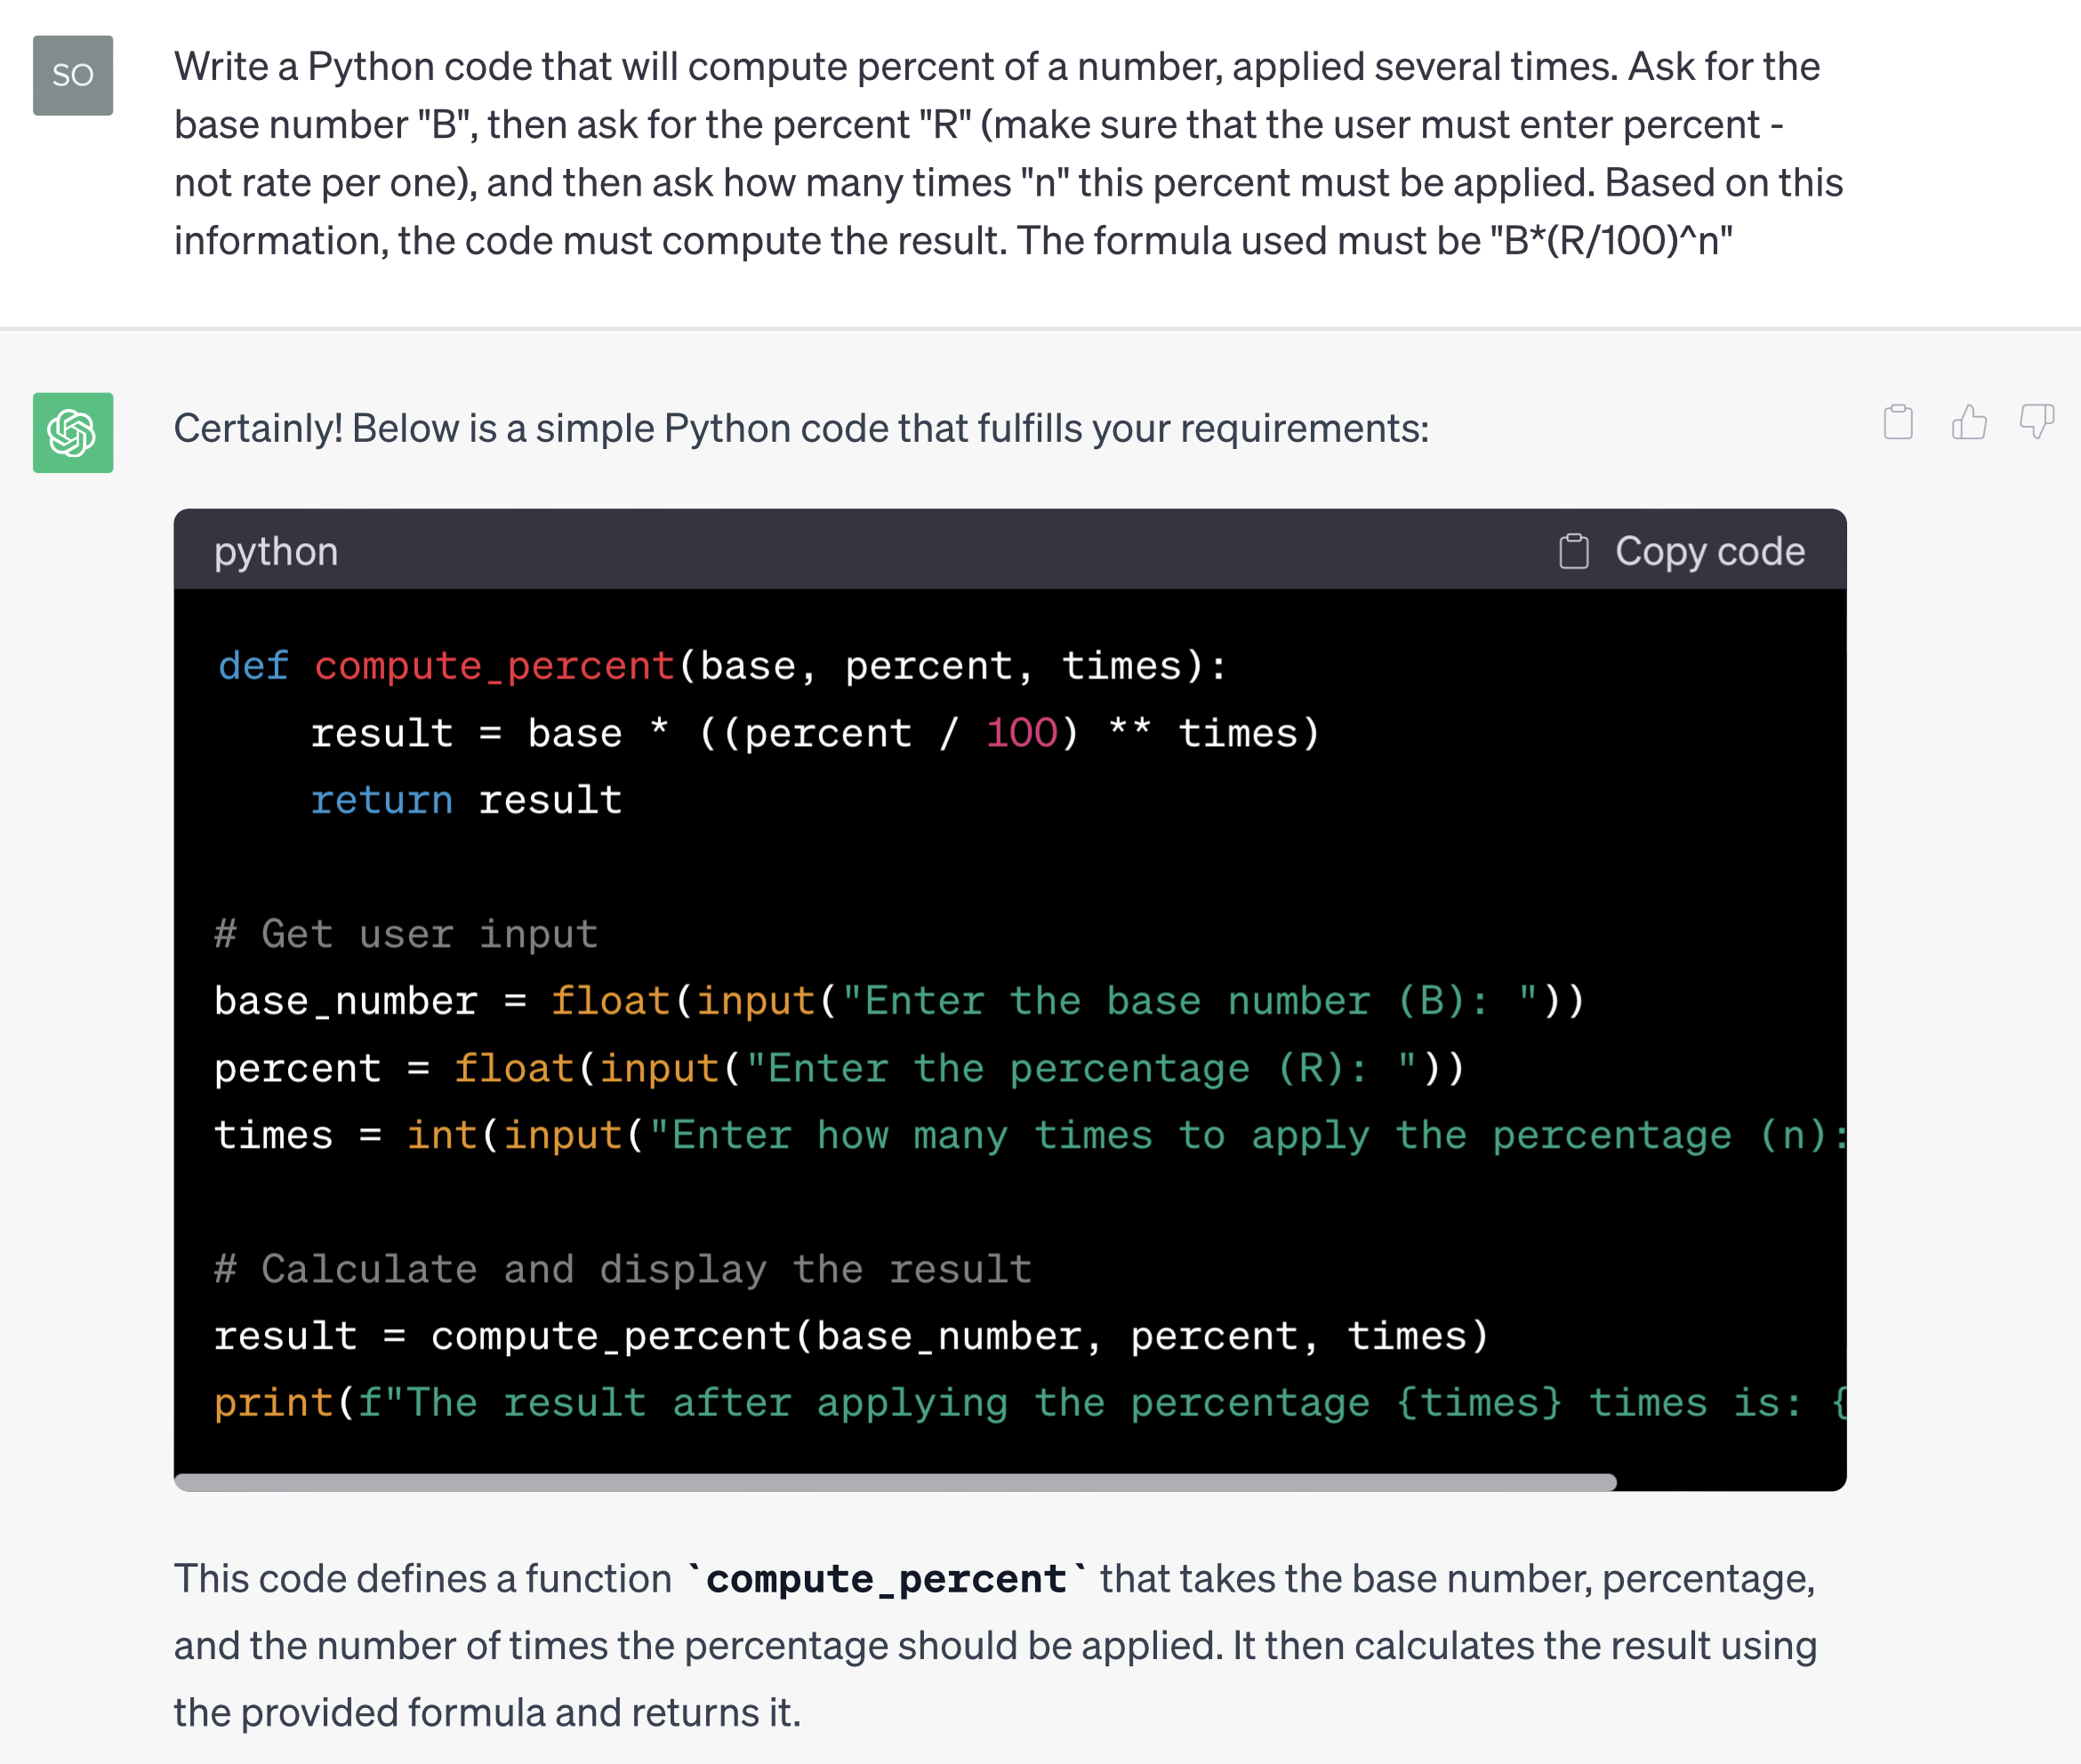 SO
Write a Python code that will compute percent of a number, applied several times. Ask for the
base number "B", then ask for the percent "R" (make sure that the user must enter percent -
not rate per one), and then ask how many times "n" this percent must be applied. Based on this
information, the code must compute the result. The formula used must be "B*(R/100)^n"
Certainly! Below is a simple Python code that fulfills your requirements:
python
Copy code
def compute_percent(base, percent, times):
    result = base * ((percent / 100) ** times)
    return result
# Get user input
base_number = float(input("Enter the base number (B): "))
percent = float(input("Enter the percentage (R): "))
times = int(input("Enter how many times to apply the percentage (n):
# Calculate and display the result
result = compute_percent(base_number, percent, times)
print(f"The result after applying the percentage {times} times is: {
This code defines a function `compute_percent` that takes the base number, percentage,
and the number of times the percentage should be applied. It then calculates the result using
the provided formula and returns it.